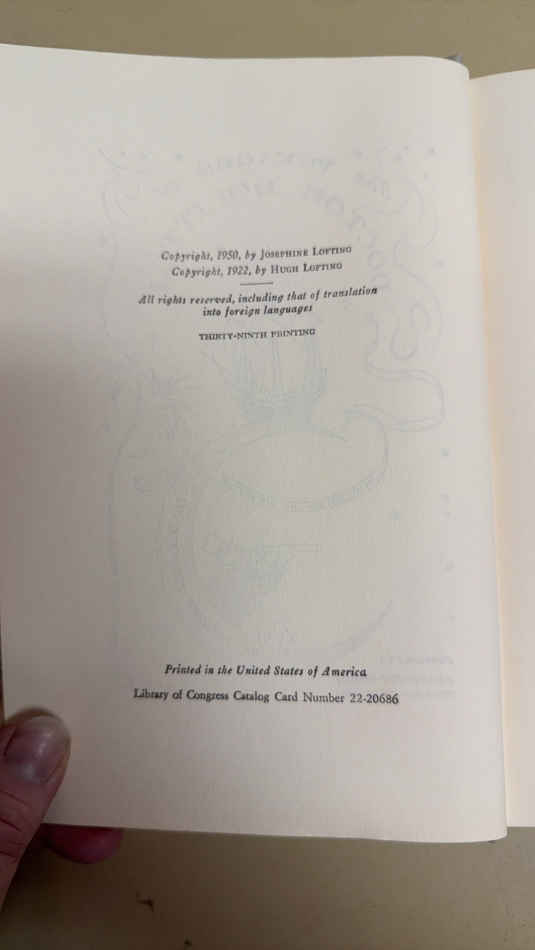 Copyright, 1950, by Josephine Lofting
Copyright, 1922, by Hugh Lofting
All rights reserved, including that of translation
into foreign languages
THIRTY-NINTH PRINTING
Printed in the United States of America
Library of Congress Catalog Card Number 22-20686